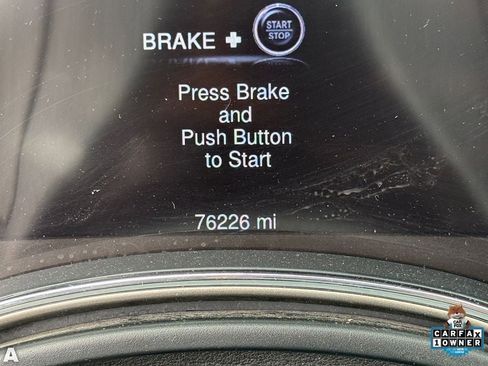 START
STOP
BRAKE +
Press Brake
and
Push Button
to Start
76226 mi
CARFAX
1 OWNER
A